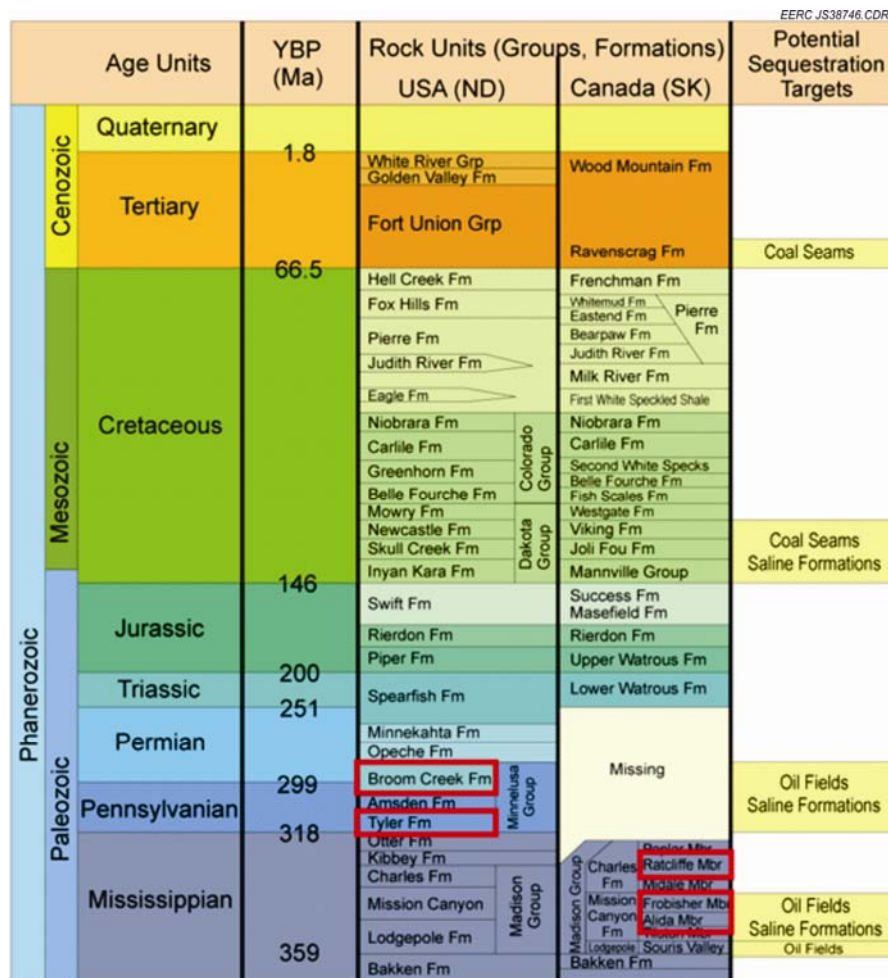 EERC JS38746.CDR
Age Units
YBP
(Ma)
Rock Units (Groups, Formations)
USA (ND)
Canada (SK)
Potential
Sequestration
Targets
Phanerozoic
Cenozoic
Mesozoic
Paleozoic
Quaternary
1.8
Tertiary
White River Grp
Golden Valley Fm
Fort Union Grp
Wood Mountain Fm
Ravenscrag Fm
Coal Seams
66.5
Cretaceous
Hell Creek Fm
Fox Hills Fm
Pierre Fm
Judith River Fm
Eagle Fm
Niobrara Fm
Carlile Fm
Greenhorn Fm
Belle Fourche Fm
Colorado
Group
Mowry Fm
Newcastle Fm
Skull Creek Fm
Inyan Kara Fm
Dakota
Group
Frenchman Fm
Whitemud Fm
Eastend Fm
Bearpaw Fm
Judith River Fm
Pierre
Fm
Milk River Fm
First White Speckled Shale
Niobrara Fm
Carlile Fm
Second White Specks
Belle Fourche Fm
Fish Scales Fm
Westgate Fm
Viking Fm
Joli Fou Fm
Mannville Group
Coal Seams
Saline Formations
146
Jurassic
Swift Fm
Rierdon Fm
Piper Fm
Success Fm
Masefield Fm
Rierdon Fm
Upper Watrous Fm
200
Triassic
Spearfish Fm
Lower Watrous Fm
251
Permian
Minnekahta Fm
Opeche Fm
Broom Creek Fm
Missing
299
Pennsylvanian
Amsden Fm
Tyler Fm
Minnelusa
Group
Oil Fields
Saline Formations
318
Mississippian
Otter Fm
Kibbey Fm
Charles Fm
Mission Canyon
Lodgepole Fm
Madison
Group
Bakken Fm
Madison Group
Charles
Fm
Poplar Mbr
Ratcliffe Mbr
Midale Mbr
Mission
Canyon
Fm
Frobisher Mbr
Alida Mbr
Tilston Mbr
Lodgepole
Souris Valley
Bakken Fm
Oil Fields
Saline Formations
Oil Fields
359